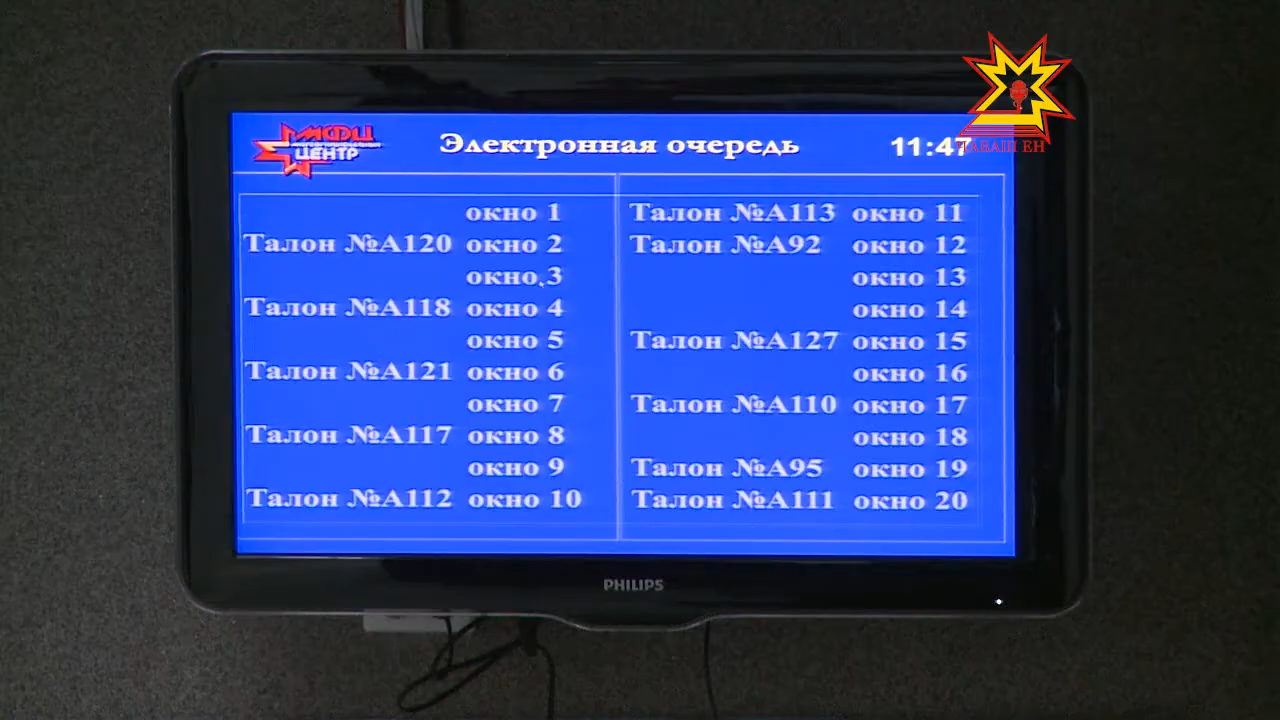 МФЦ
ЦЕНТР
Электронная очередь
11:47
ЧӐВАШ ЕН
окно 1
Талон №А120 окно 2
окно 3
Талон №А118 окно 4
окно 5
Талон №А121 окно 6
окно 7
Талон №А117 окно 8
окно 9
Талон №А112 окно 10
Талон №А113 окно 11
Талон №А92 окно 12
окно 13
окно 14
Талон №А127 окно 15
окно 16
Талон №А110 окно 17
окно 18
Талон №А95 окно 19
Талон №А111 окно 20
PHILIPS